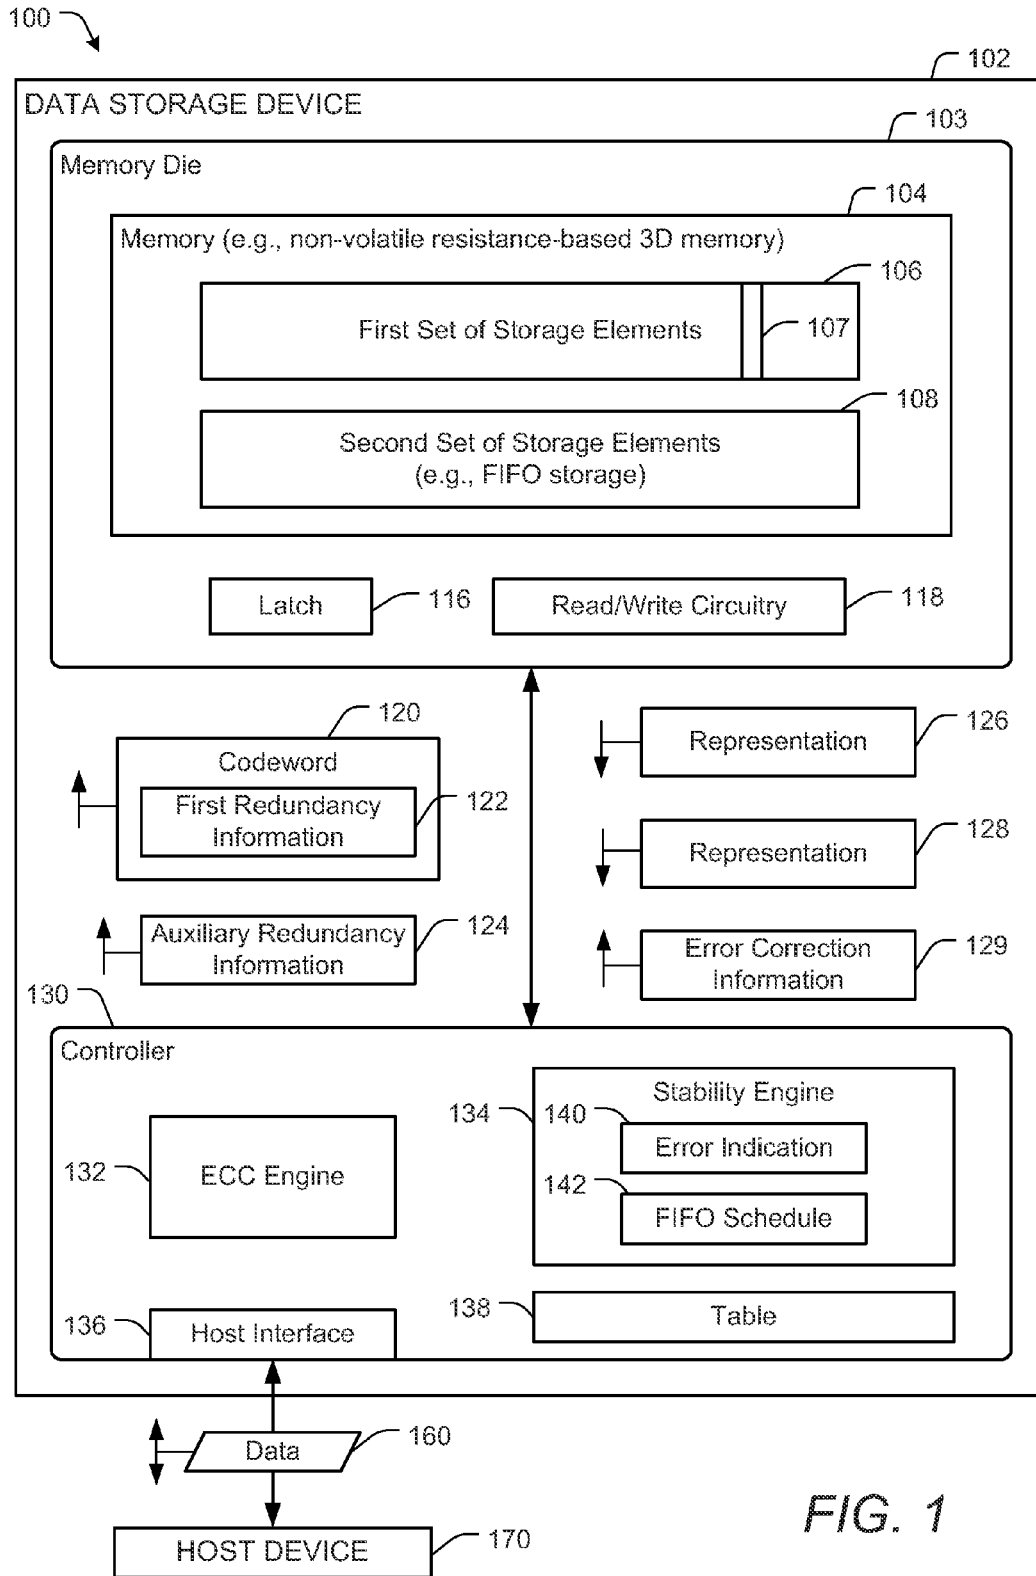 100
102
DATA STORAGE DEVICE
103
Memory Die
104
Memory (e.g., non-volatile resistance-based 3D memory)
106
First Set of Storage Elements
107
108
Second Set of Storage Elements
(e.g., FIFO storage)
Latch
116
Read/Write Circuitry
118
120
Codeword
First Redundancy
Information
122
Auxiliary Redundancy
Information
124
Representation
126
Representation
128
Error Correction
Information
129
130
Controller
132
ECC Engine
134
Stability Engine
140
Error Indication
142
FIFO Schedule
136
Host Interface
138
Table
Data
160
HOST DEVICE
170
FIG. 1